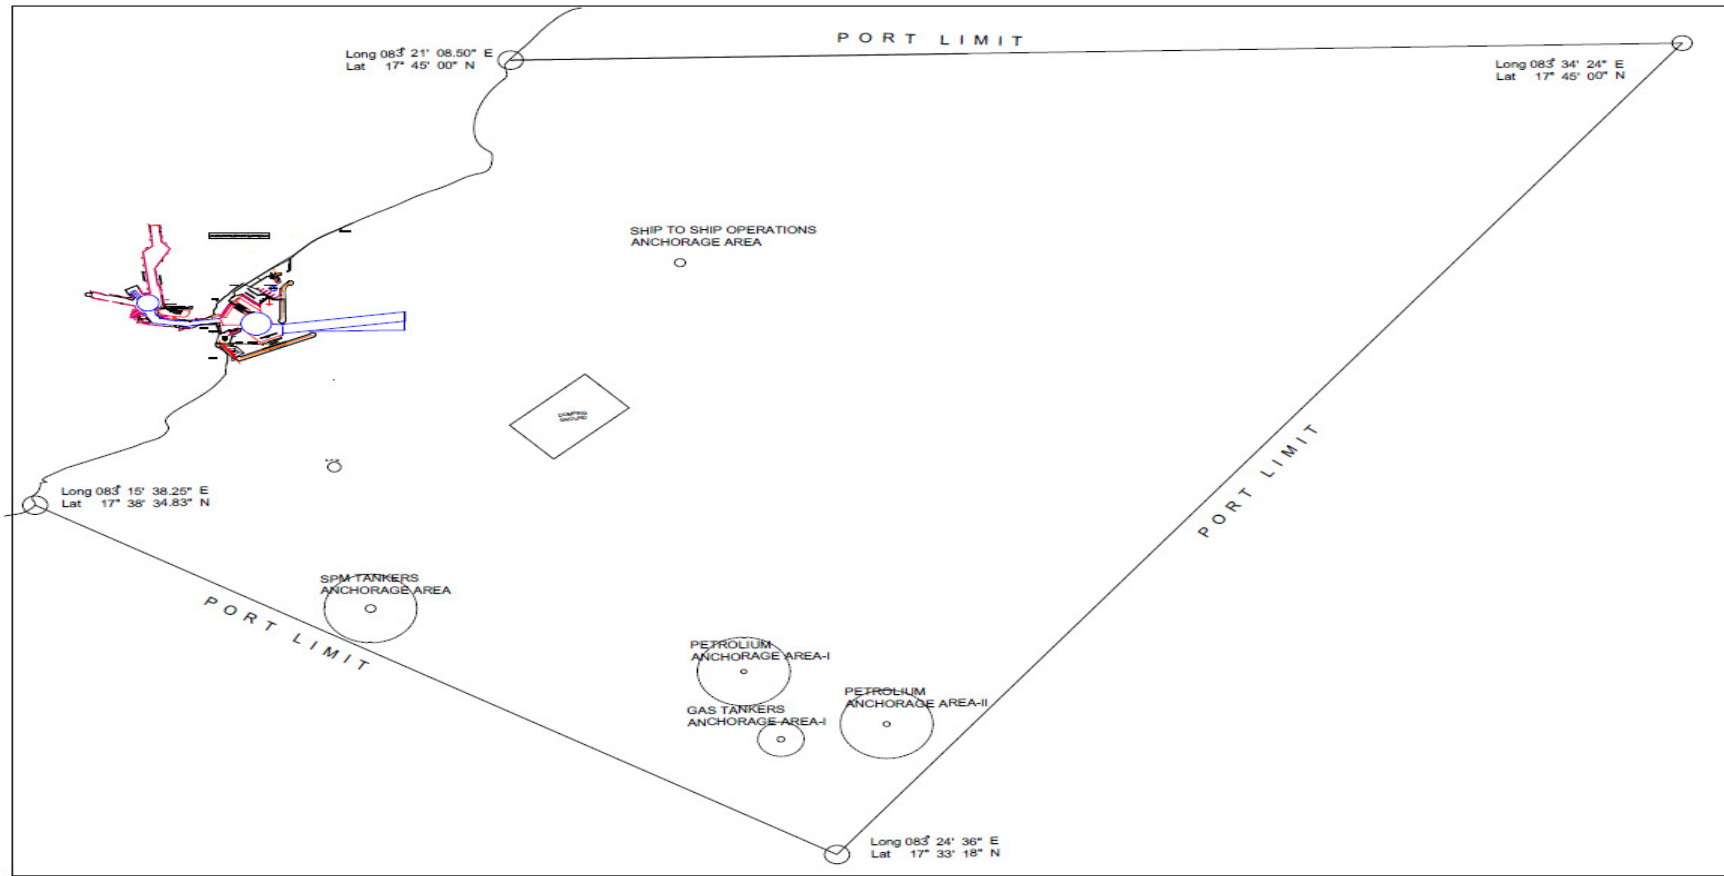 PORT LIMIT
Long 083° 21' 08.50" E
Lat 17° 45' 00" N
Long 083° 34' 24" E
Lat 17° 45' 00" N
SHIP TO SHIP OPERATIONS
ANCHORAGE AREA
DUMPING
GROUND
PORT LIMIT
Long 083° 15' 38.25" E
Lat 17° 38' 34.83" N
SPM TANKERS
ANCHORAGE AREA
PORT LIMIT
PETROLIUM
ANCHORAGE AREA-I
PETROLIUM
ANCHORAGE AREA-II
GAS TANKERS
ANCHORAGE AREA-I
Long 083° 24' 36" E
Lat 17° 33' 18" N